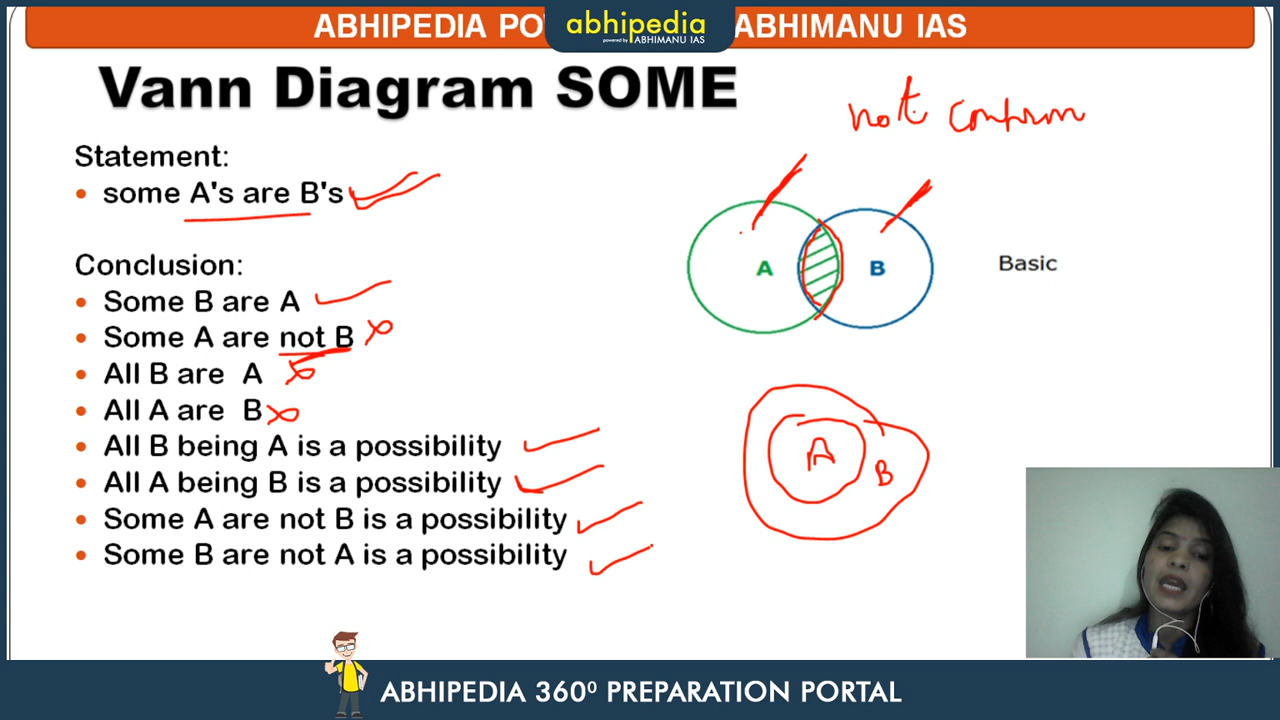 ABHIPEDIA PO
abhipedia
powered by ABHIMANU IAS
ABHIMANU IAS
Vann Diagram SOME
not confirm
Statement:
• some A's are B's
A
B
Basic
Conclusion:
• Some B are A
• Some A are not B
• All B are A
• All A are B
• All B being A is a possibility
• All A being B is a possibility
• Some A are not B is a possibility
• Some B are not A is a possibility
A
B
ABHIPEDIA 360⁰ PREPARATION PORTAL